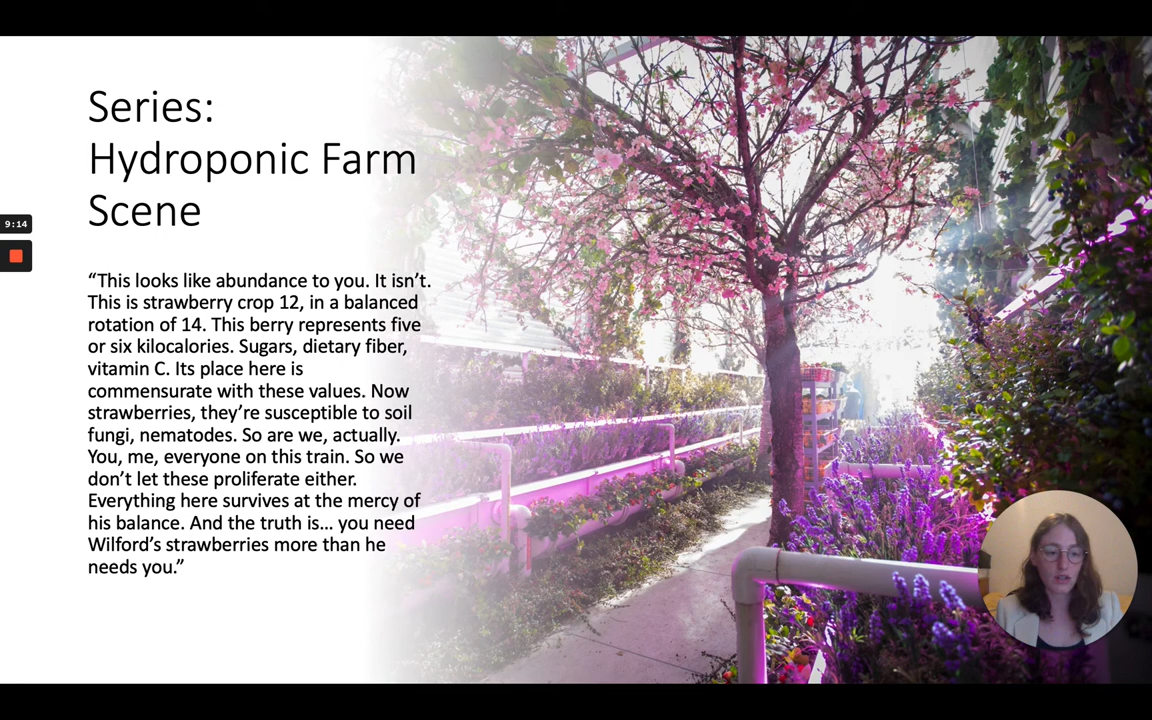 Series:
Hydroponic Farm
Scene
9:14
“This looks like abundance to you. It isn’t.
This is strawberry crop 12, in a balanced
rotation of 14. This berry represents five
or six kilocalories. Sugars, dietary fiber,
vitamin C. Its place here is
commensurate with these values. Now
strawberries, they’re susceptible to soil
fungi, nematodes. So are we, actually.
You, me, everyone on this train. So we
don’t let these proliferate either.
Everything here survives at the mercy of
his balance. And the truth is… you need
Wilford’s strawberries more than he
needs you.”